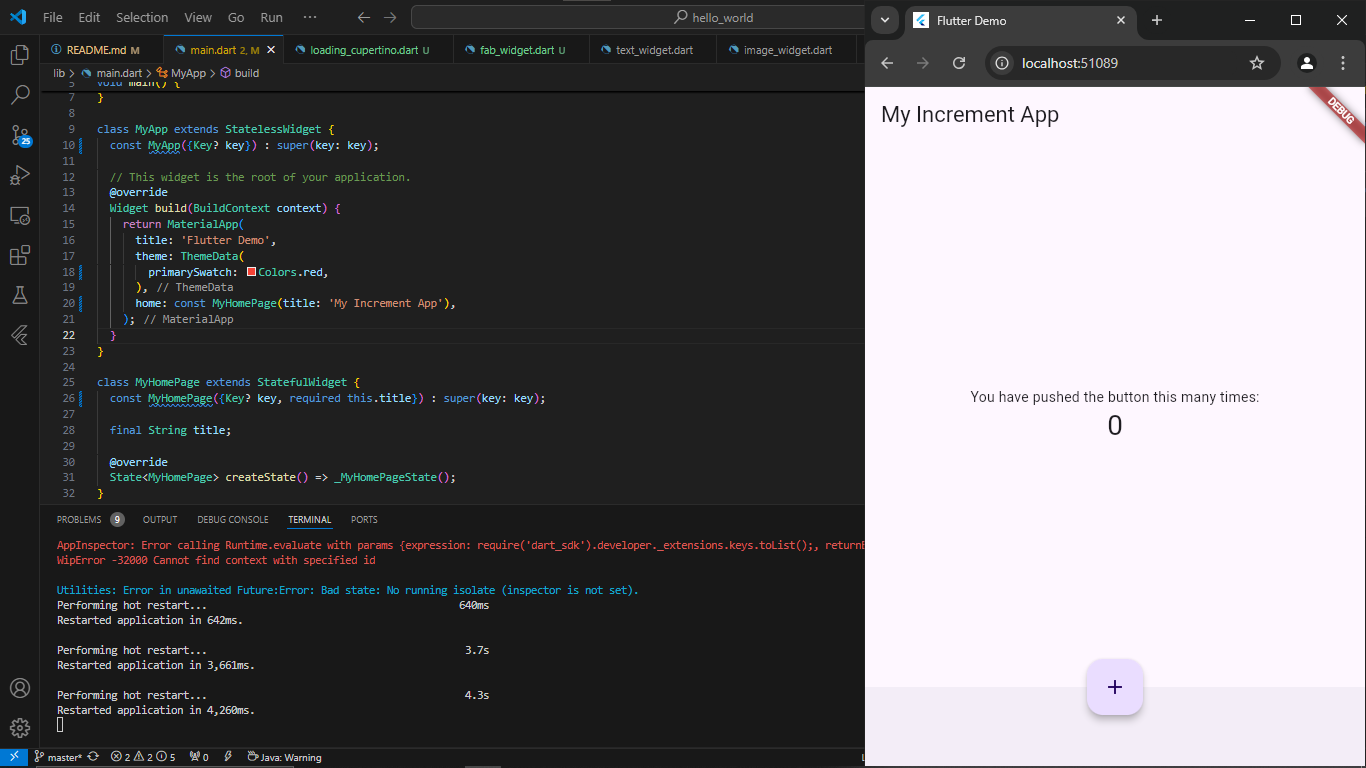 File Edit Selection View Go Run ··· hello_world
README.md M main.dart 2, M loading_cupertino.dart U fab_widget.dart U text_widget.dart image_widget.dart
lib > main.dart > MyApp > build
5 void main() {
7 }
8
9 class MyApp extends StatelessWidget {
10 const MyApp({Key? key}) : super(key: key);
11
12 // This widget is the root of your application.
13 @override
14 Widget build(BuildContext context) {
15 return MaterialApp(
16 title: 'Flutter Demo',
17 theme: ThemeData(
18 primarySwatch: Colors.red,
19 ), // ThemeData
20 home: const MyHomePage(title: 'My Increment App'),
21 ); // MaterialApp
22 }
23 }
24
25 class MyHomePage extends StatefulWidget {
26 const MyHomePage({Key? key, required this.title}) : super(key: key);
27
28 final String title;
29
30 @override
31 State<MyHomePage> createState() => _MyHomePageState();
32 }
25
PROBLEMS 9 OUTPUT DEBUG CONSOLE TERMINAL PORTS
AppInspector: Error calling Runtime.evaluate with params {expression: require('dart_sdk').developer._extensions.keys.toList();,
WipError -32000 Cannot find context with specified id
Utilities: Error in unawaited Future:Error: Bad state: No running isolate (inspector is not set).
Performing hot restart... 640ms
Restarted application in 642ms.
Performing hot restart... 3.7s
Restarted application in 3,661ms.
Performing hot restart... 4.3s
Restarted application in 4,260ms.
master* 2 2 5 0 Java: Warning
Flutter Demo
localhost:51089
My Increment App
DEBUG
You have pushed the button this many times:
0
+